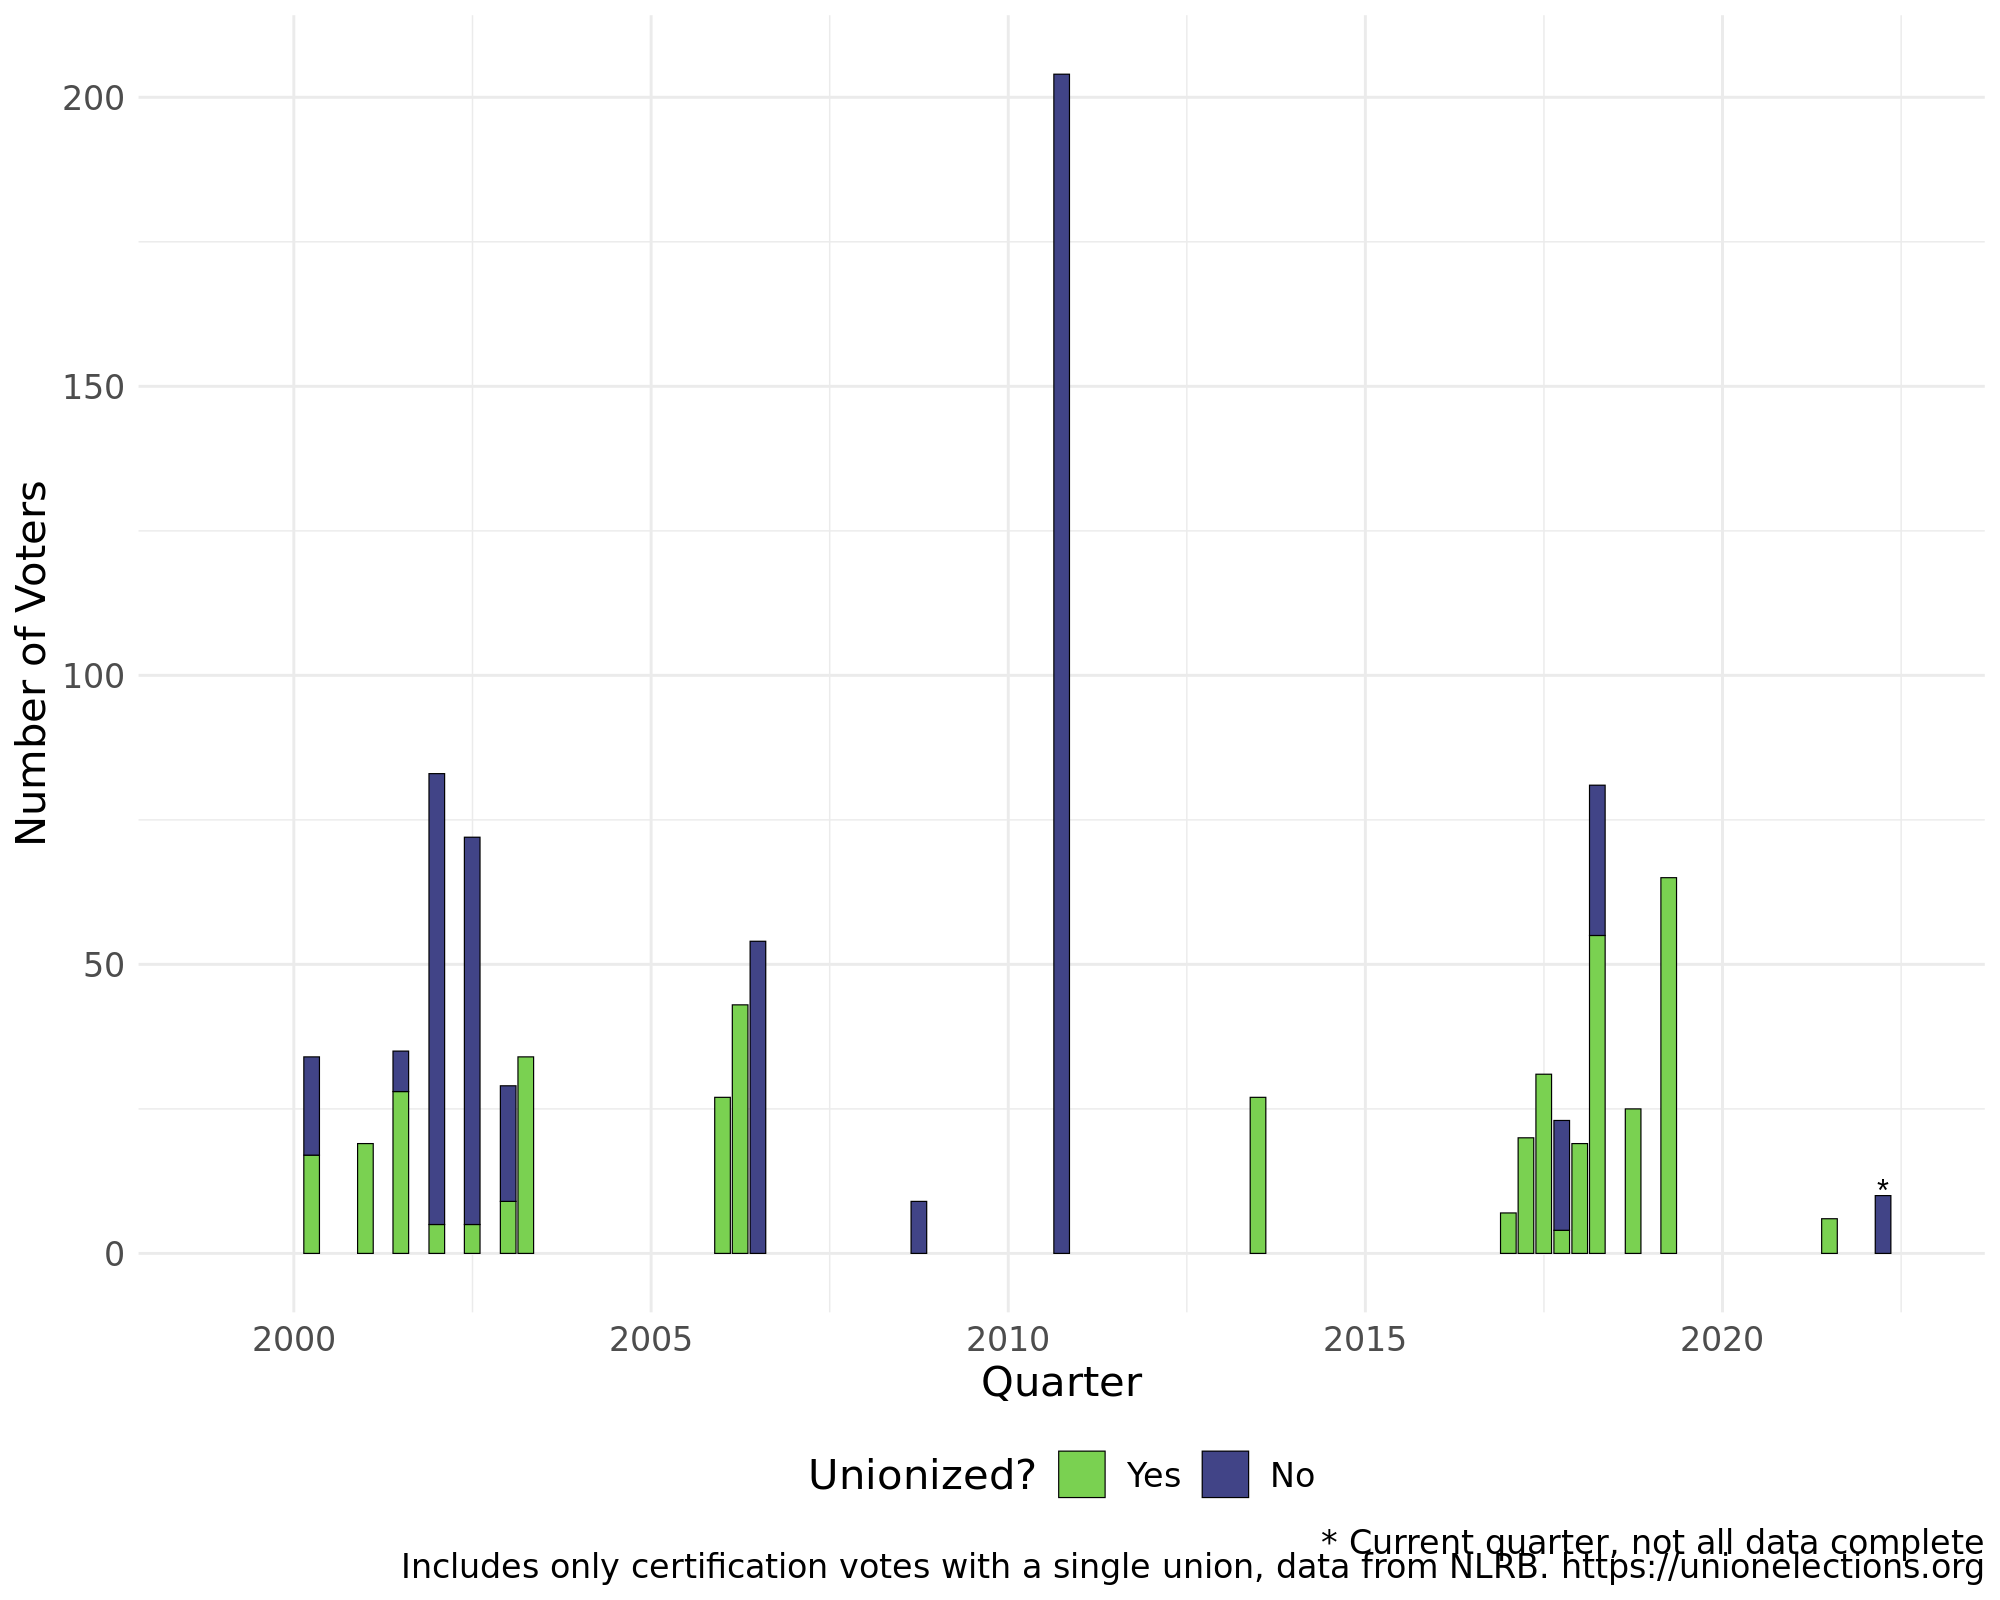 200
150
100
50
0
Number of Voters
*
2000 2005 2010 2015 2020
Quarter
Unionized? Yes No
* Current quarter, not all data complete
Includes only certification votes with a single union, data from NLRB. https://unionelections.org